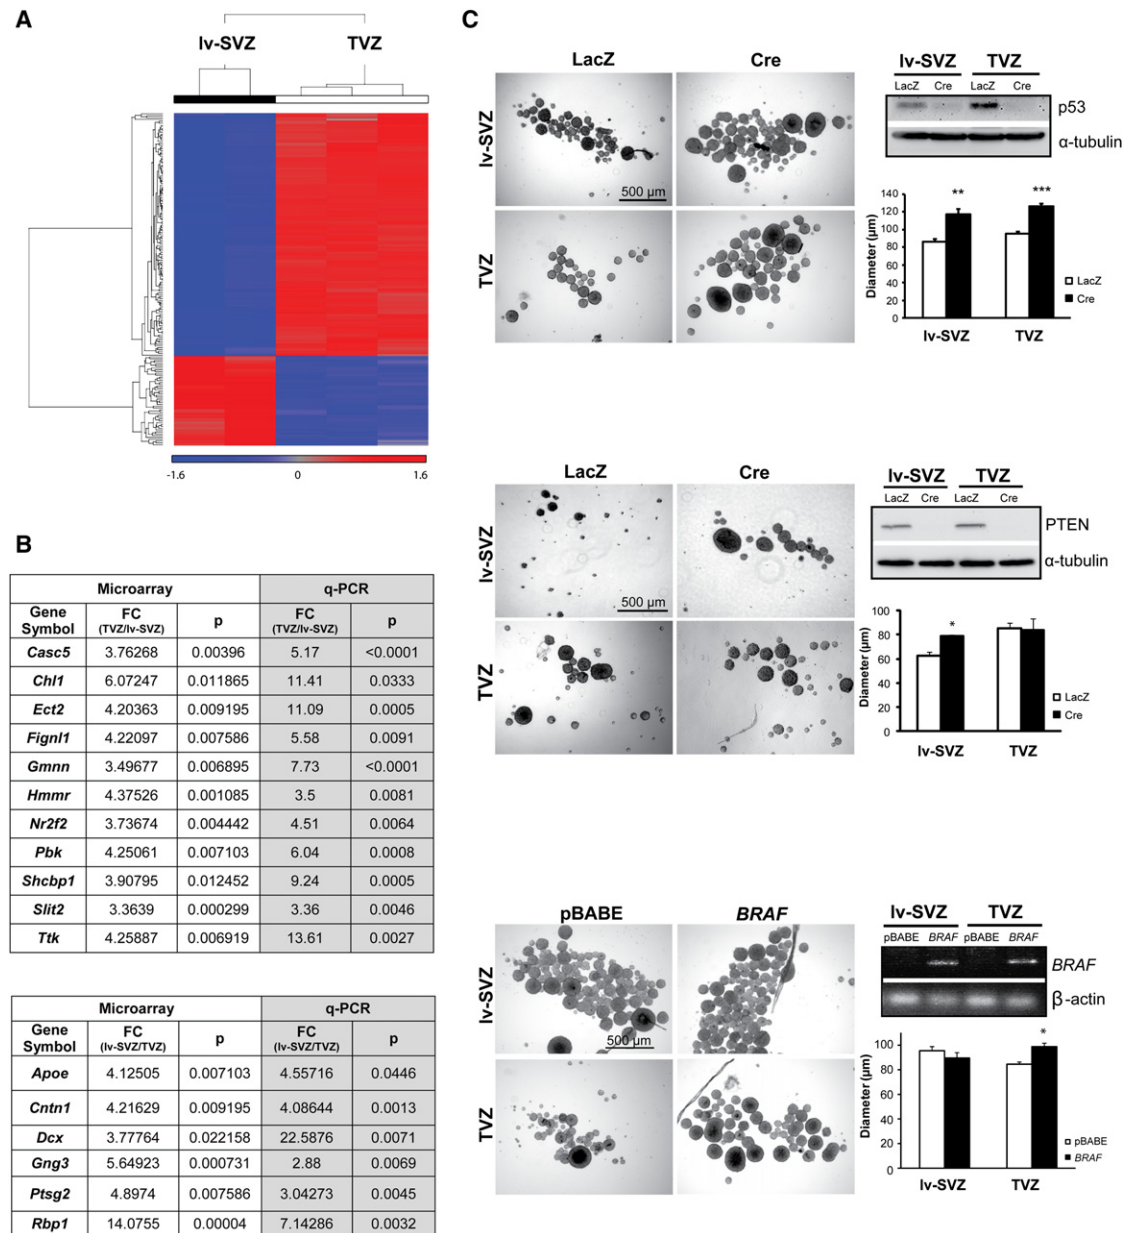 A
lv-SVZ TVZ
-1.6 0 1.6
B
Microarray q-PCR
Gene Symbol FC (TVZ/lv-SVZ) p FC (TVZ/lv-SVZ) p
Casc5 3.76268 0.00396 5.17 <0.0001
Chl1 6.07247 0.011865 11.41 0.0333
Ect2 4.20363 0.009195 11.09 0.0005
Fignl1 4.22097 0.007586 5.58 0.0091
Gmnn 3.49677 0.006895 7.73 <0.0001
Hmmr 4.37526 0.001085 3.5 0.0081
Nr2f2 3.73674 0.004442 4.51 0.0064
Pbk 4.25061 0.007103 6.04 0.0008
Shcbp1 3.90795 0.012452 9.24 0.0005
Slit2 3.3639 0.000299 3.36 0.0046
Ttk 4.25887 0.006919 13.61 0.0027
Microarray q-PCR
Gene Symbol FC (lv-SVZ/TVZ) p FC (lv-SVZ/TVZ) p
Apoe 4.12505 0.007103 4.55716 0.0446
Cntn1 4.21629 0.009195 4.08644 0.0013
Dcx 3.77764 0.022158 22.5876 0.0071
Gng3 5.64923 0.000731 2.88 0.0069
Ptsg2 4.8974 0.007586 3.04273 0.0045
Rbp1 14.0755 0.00004 7.14286 0.0032
C
LacZ Cre
lv-SVZ
500 µm
TVZ
lv-SVZ TVZ
LacZ Cre LacZ Cre
p53
α-tubulin
Diameter (µm)
140
120
100
80
60
40
20
0
** ***
LacZ
Cre
lv-SVZ TVZ
LacZ Cre
lv-SVZ
500 µm
TVZ
lv-SVZ TVZ
LacZ Cre LacZ Cre
PTEN
α-tubulin
Diameter (µm)
100
80
60
40
20
0
*
LacZ
Cre
lv-SVZ TVZ
pBABE BRAF
lv-SVZ
500 µm
TVZ
lv-SVZ TVZ
pBABE BRAF pBABE BRAF
BRAF
β-actin
Diameter (µm)
100
80
60
40
20
0
*
pBABE
BRAF
lv-SVZ TVZ